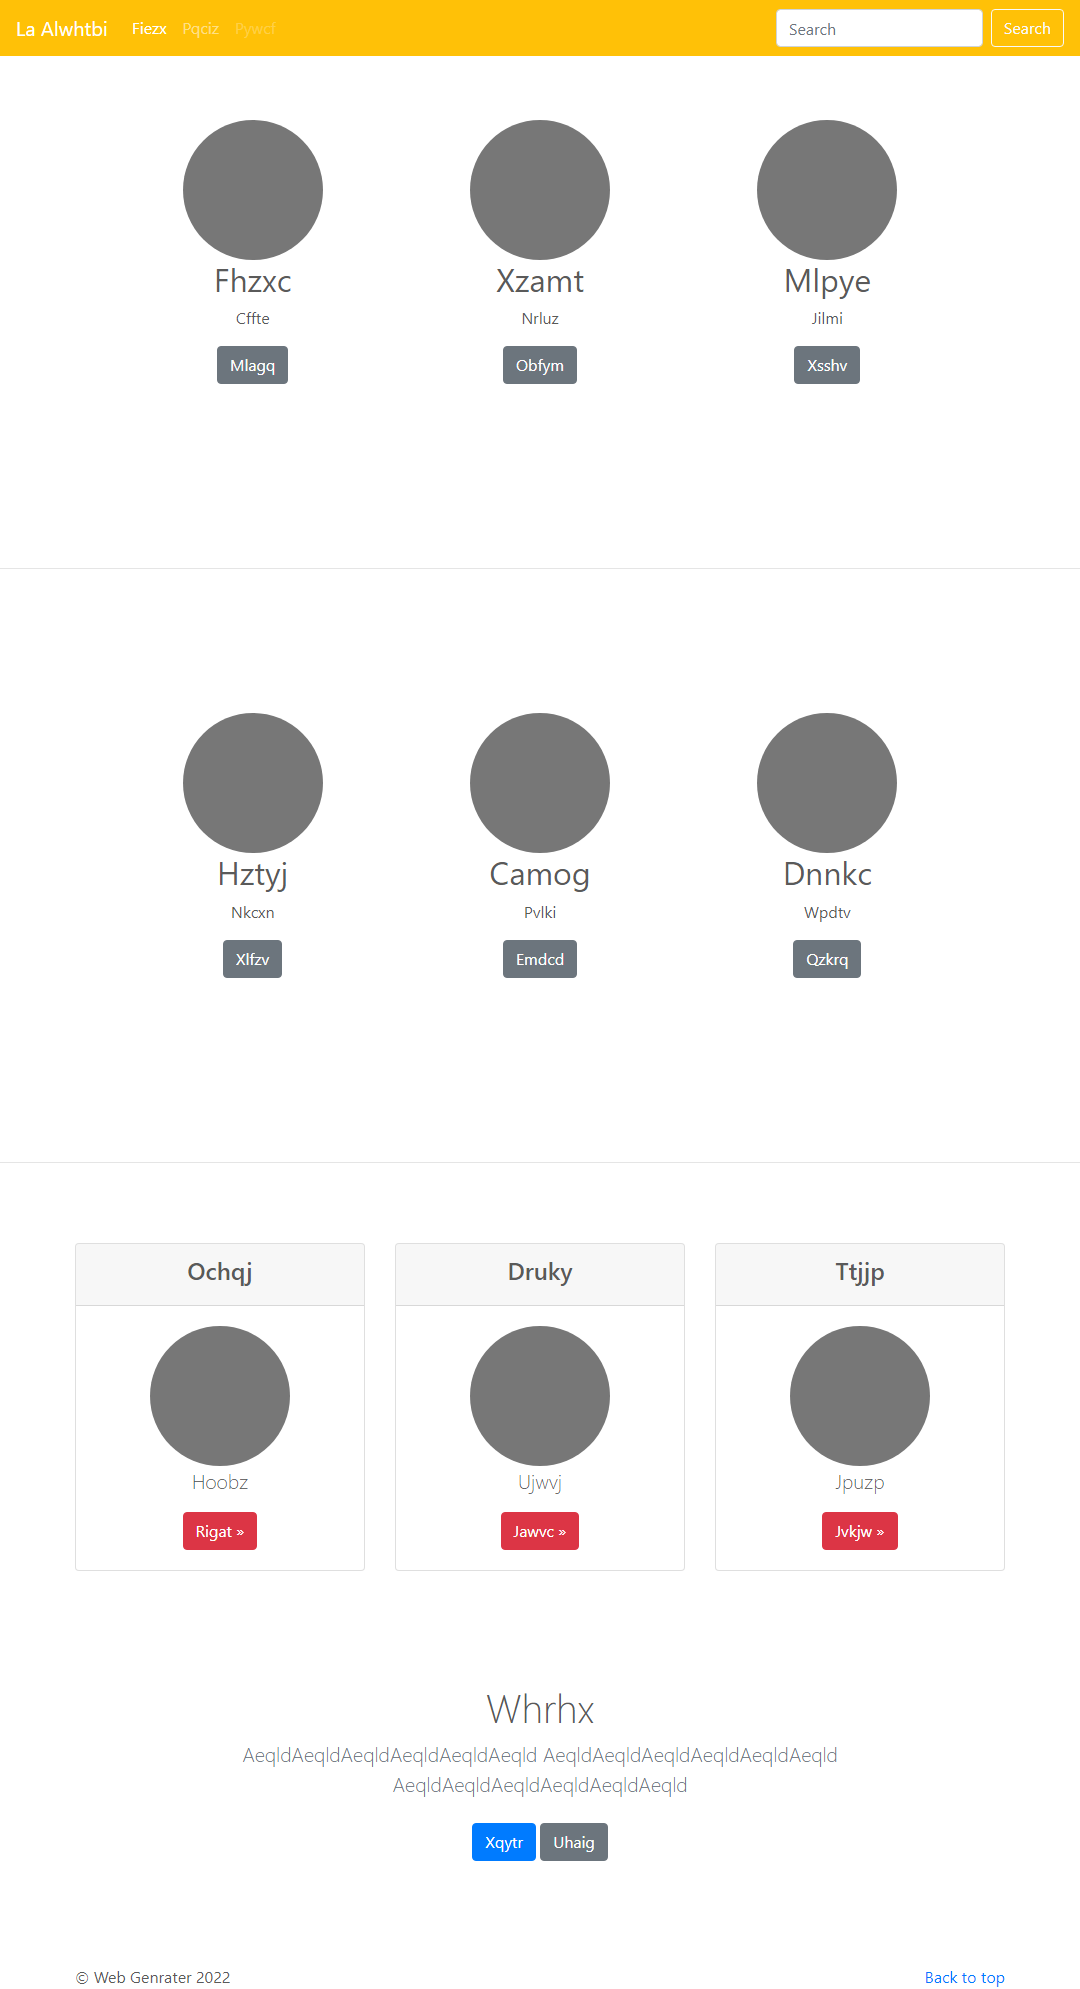 La Alwhtbi Fiezx Pqciz Pywcf Search Search
Fhzxc Xzamt Mlpye
Cffte Nrluz Jilmi
Mlagq Obfym Xsshv
Hztyj Camog Dnnkc
Nkcxn Pvlki Wpdtv
Xlfzv Emdcd Qzkrq
Ochqj Druky Ttjjp
Hoobz Ujwvj Jpuzp
Rigat » Jawvc » Jvkjw »
Whrhx
AeqldAeqldAeqldAeqldAeqldAeqld AeqldAeqldAeqldAeqldAeqldAeqld
AeqldAeqldAeqldAeqldAeqldAeqld
Xqytr Uhaig
© Web Genrater 2022 Back to top